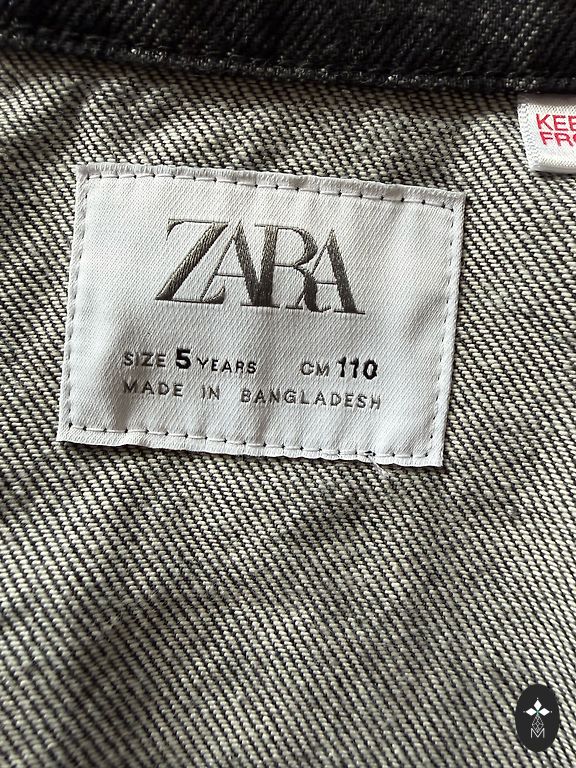 ZARA
SIZE 5 YEARS CM 110
MADE IN BANGLADESH
M